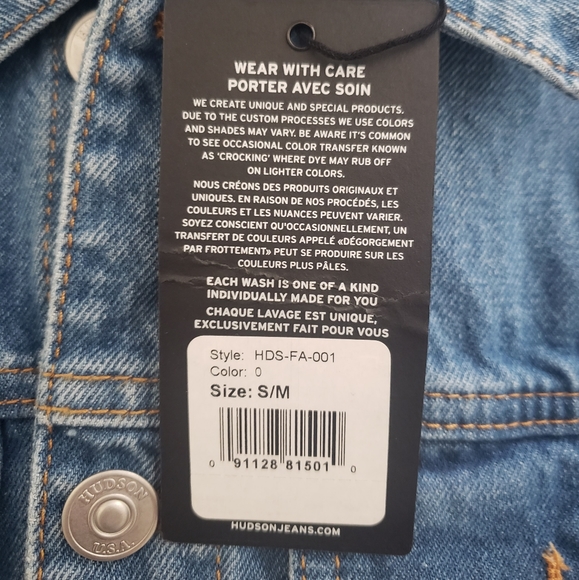 WEAR WITH CARE
PORTER AVEC SOIN
WE CREATE UNIQUE AND SPECIAL PRODUCTS.
DUE TO THE CUSTOM PROCESSES WE USE COLORS
AND SHADES MAY VARY. BE AWARE IT'S COMMON
TO SEE OCCASIONAL COLOR TRANSFER KNOWN
AS 'CROCKING' WHERE DYE MAY RUB OFF
ON LIGHTER COLORS.
NOUS CRÉONS DES PRODUITS ORIGINAUX ET
UNIQUES. EN RAISON DE NOS PROCÉDÉS, LES
COULEURS ET LES NUANCES PEUVENT VARIER.
SOYEZ CONSCIENT QU'OCCASIONNELLEMENT, UN
TRANSFERT DE COULEURS APPELÉ «DÉGORGEMENT
PAR FROTTEMENT» PEUT SE PRODUIRE SUR LES
COULEURS PLUS PÂLES.
EACH WASH IS ONE OF A KIND
INDIVIDUALLY MADE FOR YOU
CHAQUE LAVAGE EST UNIQUE,
EXCLUSIVEMENT FAIT POUR VOUS
Style: HDS-FA-001
Color: 0
Size: S/M
0 91128 81501 0
HUDSONJEANS.COM
HUDSON
U.S.A.